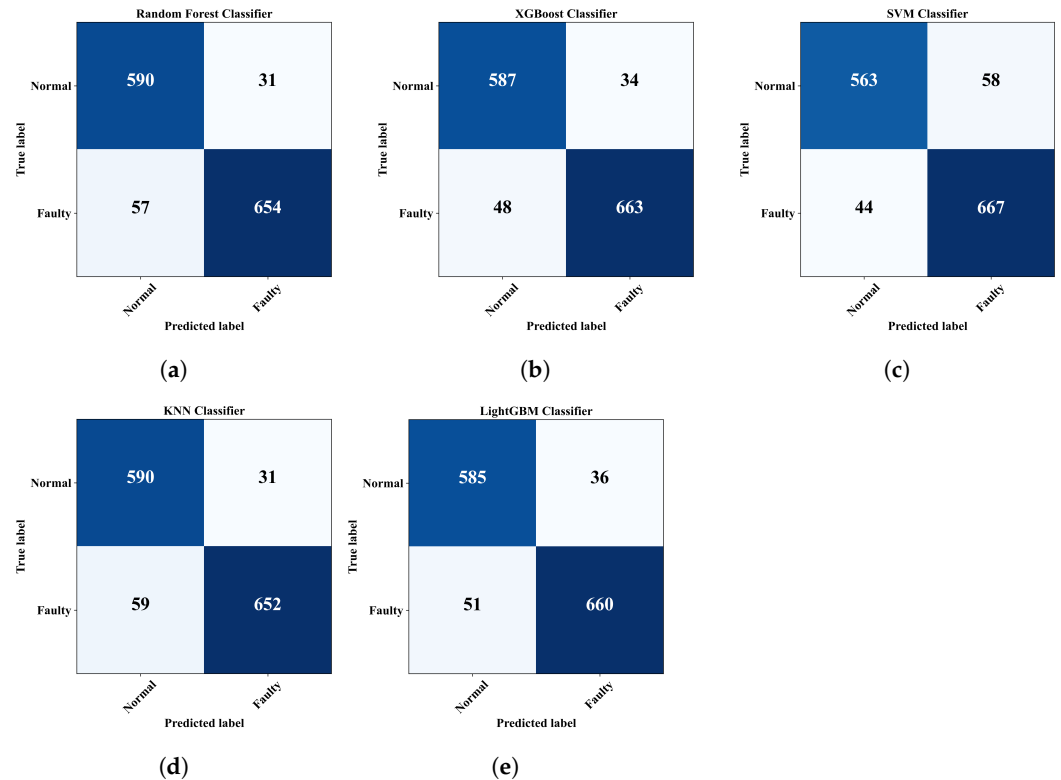 Random Forest Classifier
True label
Normal
590
31
Faulty
57
654
Normal
Faulty
Predicted label
(a)
XGBoost Classifier
True label
Normal
587
34
Faulty
48
663
Normal
Faulty
Predicted label
(b)
SVM Classifier
True label
Normal
563
58
Faulty
44
667
Normal
Faulty
Predicted label
(c)
KNN Classifier
True label
Normal
590
31
Faulty
59
652
Normal
Faulty
Predicted label
(d)
LightGBM Classifier
True label
Normal
585
36
Faulty
51
660
Normal
Faulty
Predicted label
(e)